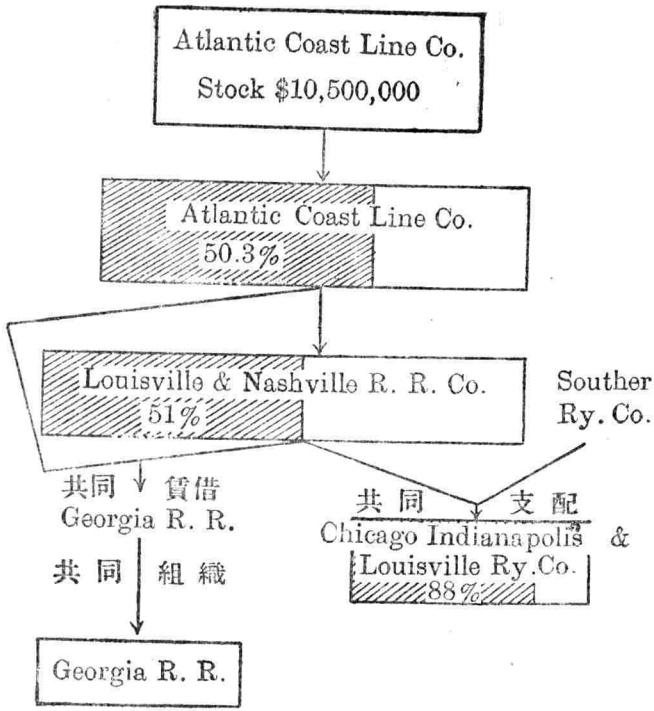 Atlantic Coast Line Co.
Stock $10,500,000
Atlantic Coast Line Co.
50.3%
Louisville & Nashville R. R. Co.
51%
Souther
Ry. Co.
共同 賃借
Georgia R. R.
共同 組織
Georgia R. R.
共同 支配
Chicago Indianapolis &
Louisville Ry. Co.
88%